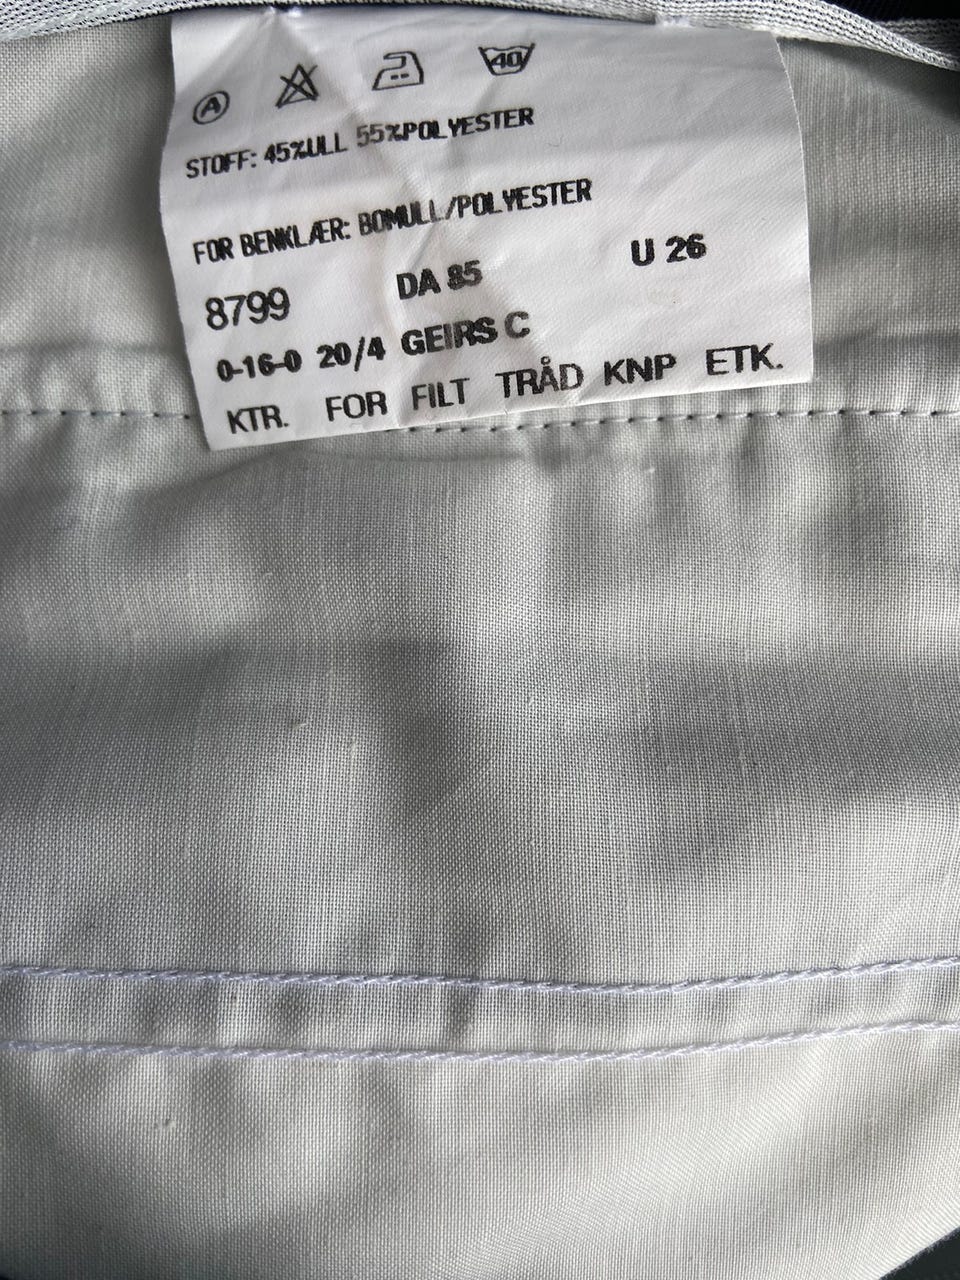 A 40
STOFF: 45%ULL 55%POLYESTER
FOR BENKLÆR: BOMULL/POLYESTER
8799 DA 85 U 26
0-16-0 20/4 GEIRS C
KTR. FOR FILT TRÅD KNP ETK.